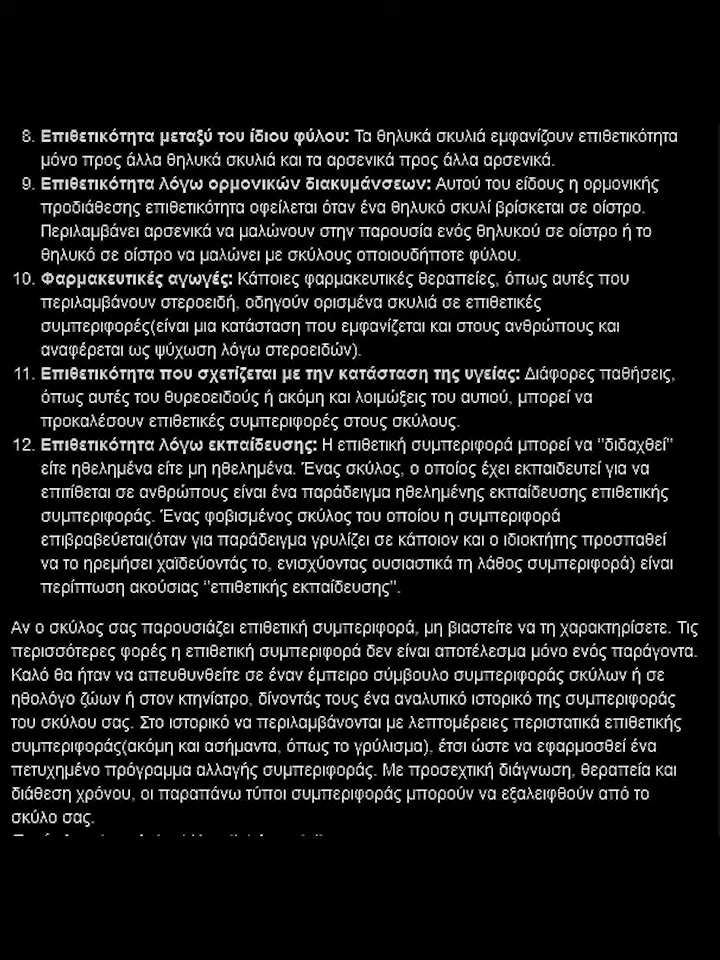 8. Επιθετικότητα μεταξύ του ίδιου φύλου: Τα θηλυκά σκυλιά εμφανίζουν επιθετικότητα
μόνο προς άλλα θηλυκά σκυλιά και τα αρσενικά προς άλλα αρσενικά.
9. Επιθετικότητα λόγω ορμονικών διακυμάνσεων: Αυτού του είδους η ορμονικής
προδιάθεσης επιθετικότητα οφείλεται όταν ένα θηλυκό σκυλί βρίσκεται σε οίστρο.
Περιλαμβάνει αρσενικά να μαλώνουν στην παρουσία ενός θηλυκού σε οίστρο ή το
θηλυκό σε οίστρο να μαλώνει με σκύλους οποιουδήποτε φύλου.
10. Φαρμακευτικές αγωγές: Κάποιες φαρμακευτικές θεραπείες, όπως αυτές που
περιλαμβάνουν στεροειδή, οδηγούν ορισμένα σκυλιά σε επιθετικές
συμπεριφορές(είναι μια κατάσταση που εμφανίζεται και στους ανθρώπους και
αναφέρεται ως ψύχωση λόγω στεροειδών).
11. Επιθετικότητα που σχετίζεται με την κατάσταση της υγείας: Διάφορες παθήσεις,
όπως αυτές του θυρεοειδούς ή ακόμη και λοιμώξεις του αυτιού, μπορεί να
προκαλέσουν επιθετικές συμπεριφορές στους σκύλους.
12. Επιθετικότητα λόγω εκπαίδευσης: Η επιθετική συμπεριφορά μπορεί να ''διδαχθεί''
είτε ηθελημένα είτε μη ηθελημένα. Ένας σκύλος, ο οποίος έχει εκπαιδευτεί για να
επιτίθεται σε ανθρώπους είναι ένα παράδειγμα ηθελημένης εκπαίδευσης επιθετικής
συμπεριφοράς. Ένας φοβισμένος σκύλος του οποίου η συμπεριφορά
επιβραβεύεται(όταν για παράδειγμα γρυλίζει σε κάποιον και ο ιδιοκτήτης προσπαθεί
να το ηρεμήσει χαϊδεύοντάς το, ενισχύοντας ουσιαστικά τη λάθος συμπεριφορά) είναι
περίπτωση ακούσιας ''επιθετικής εκπαίδευσης''.
Αν ο σκύλος σας παρουσιάζει επιθετική συμπεριφορά, μη βιαστείτε να τη χαρακτηρίσετε. Τις
περισσότερες φορές η επιθετική συμπεριφορά δεν είναι αποτέλεσμα μόνο ενός παράγοντα.
Καλό θα ήταν να απευθυνθείτε σε έναν έμπειρο σύμβουλο συμπεριφοράς σκύλων ή σε
ηθολόγο ζώων ή στον κτηνίατρο, δίνοντάς τους ένα αναλυτικό ιστορικό της συμπεριφοράς
του σκύλου σας. Στο ιστορικό να περιλαμβάνονται με λεπτομέρειες περιστατικά επιθετικής
συμπεριφοράς(ακόμη και ασήμαντα, όπως το γρύλισμα), έτσι ώστε να εφαρμοσθεί ένα
πετυχημένο πρόγραμμα αλλαγής συμπεριφοράς. Με προσεχτική διάγνωση, θεραπεία και
διάθεση χρόνου, οι παραπάνω τύποι συμπεριφοράς μπορούν να εξαλειφθούν από το
σκύλο σας.